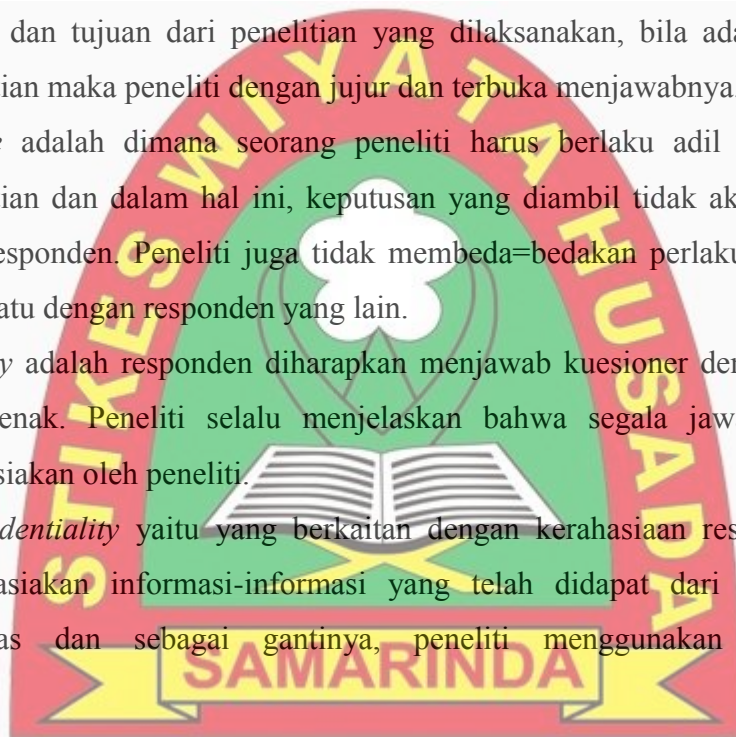 dan tujuan dari penelitian yang dilaksanakan, bila ada
tian maka peneliti dengan jujur dan terbuka menjawabnya.
adalah dimana seorang peneliti harus berlaku adil
tian dan dalam hal ini, keputusan yang diambil tidak ak
esponden. Peneliti juga tidak membeda=bedakan perlaku
atu dengan responden yang lain.
y adalah responden diharapkan menjawab kuesioner der
enak. Peneliti selalu menjelaskan bahwa segala jaw
siakan oleh peneliti.
dentiality yaitu yang berkaitan dengan kerahasiaan res
asiakan informasi-informasi yang telah didapat dari
as dan sebagai gantinya, peneliti menggunakan
STIKES WIYATA HUSADA
SAMARINDA